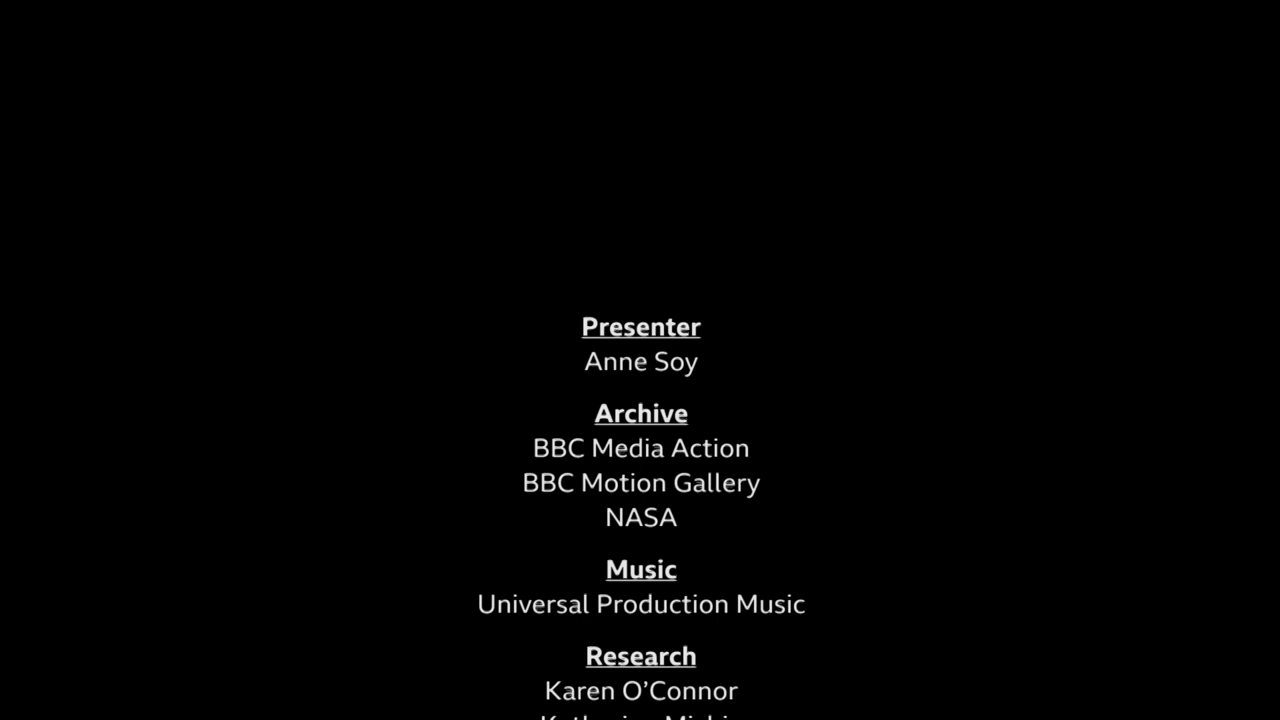 Presenter
Anne Soy
Archive
BBC Media Action
BBC Motion Gallery
NASA
Music
Universal Production Music
Research
Karen O’Connor